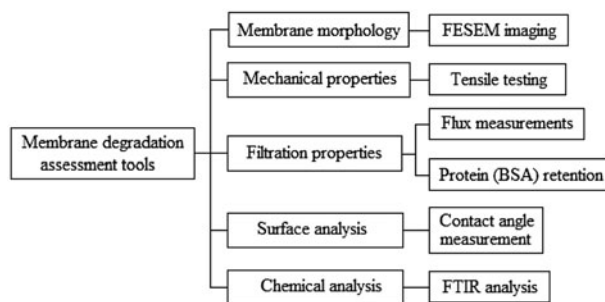 Membrane degradation
assessment tools
Membrane morphology
FESEM imaging
Mechanical properties
Tensile testing
Filtration properties
Flux measurements
Protein (BSA) retention
Surface analysis
Contact angle
measurement
Chemical analysis
FTIR analysis